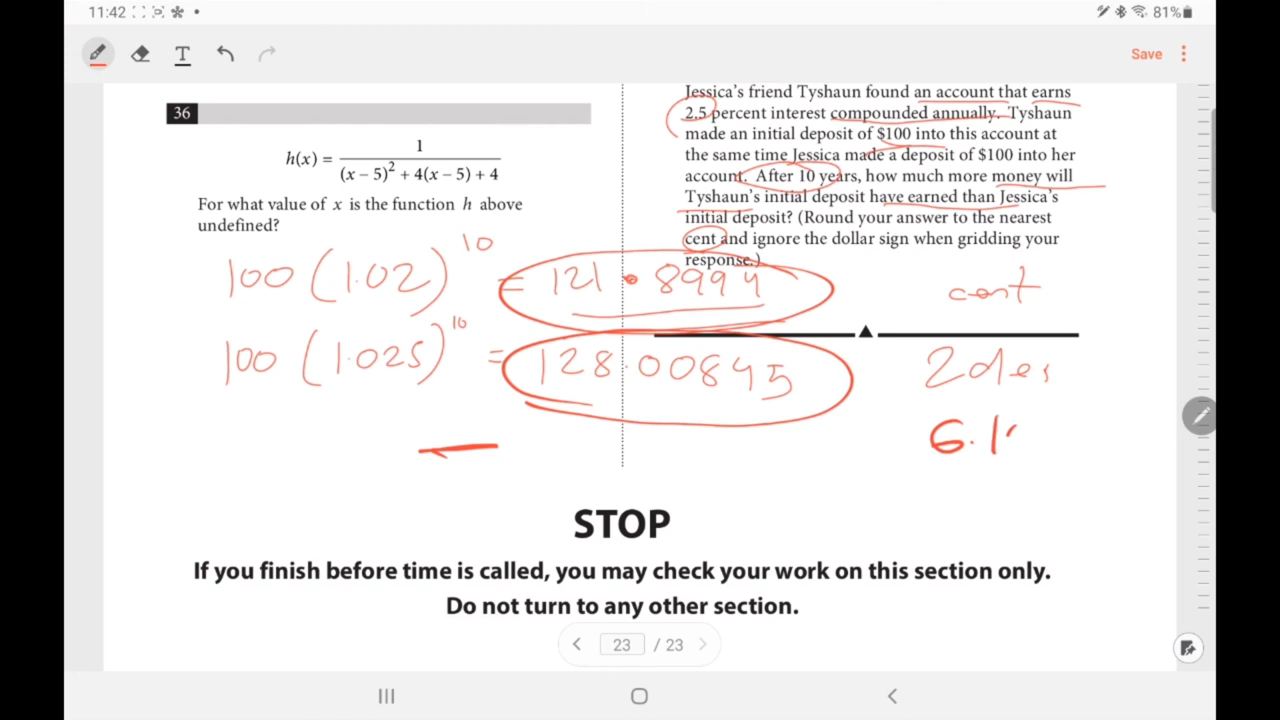 11:42
81%
T
Save
36
h(x) = 1 / ((x – 5)² + 4(x – 5) + 4)
For what value of x is the function h above
undefined?
Jessica's friend Tyshaun found an account that earns
2.5 percent interest compounded annually. Tyshaun
made an initial deposit of $100 into this account at
the same time Jessica made a deposit of $100 into her
account. After 10 years, how much more money will
Tyshaun's initial deposit have earned than Jessica's
initial deposit? (Round your answer to the nearest
cent and ignore the dollar sign when gridding your
response.)
100 (1.02)^10 = 121.8994
cent
100 (1.025)^10 = 128.00845
2 des
6.1
STOP
If you finish before time is called, you may check your work on this section only.
Do not turn to any other section.
23 / 23